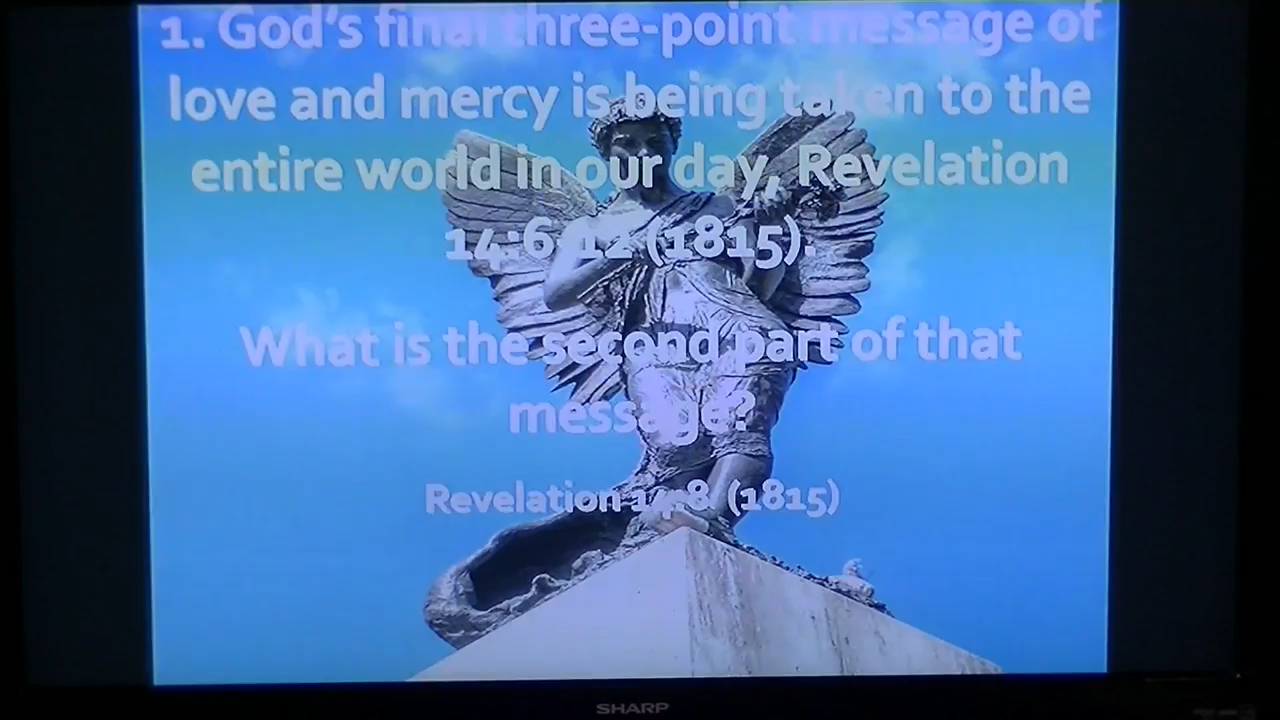 1. God's final three-point message of
love and mercy is being taken to the
entire world in our day, Revelation
14:6-12 (1815).
What is the second part of that
message?
Revelation 14:8 (1815)
SHARP